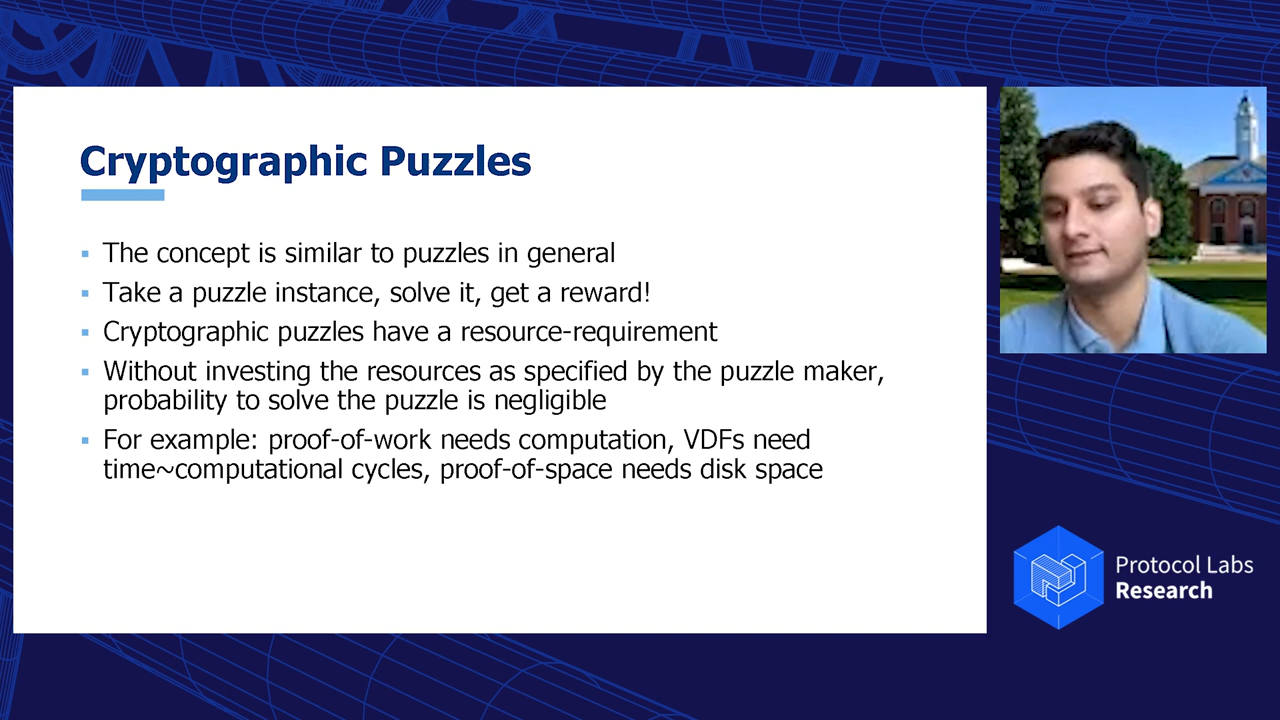 Cryptographic Puzzles
The concept is similar to puzzles in general
Take a puzzle instance, solve it, get a reward!
Cryptographic puzzles have a resource-requirement
Without investing the resources as specified by the puzzle maker,
probability to solve the puzzle is negligible
For example: proof-of-work needs computation, VDFs need
time~computational cycles, proof-of-space needs disk space
Protocol Labs
Research